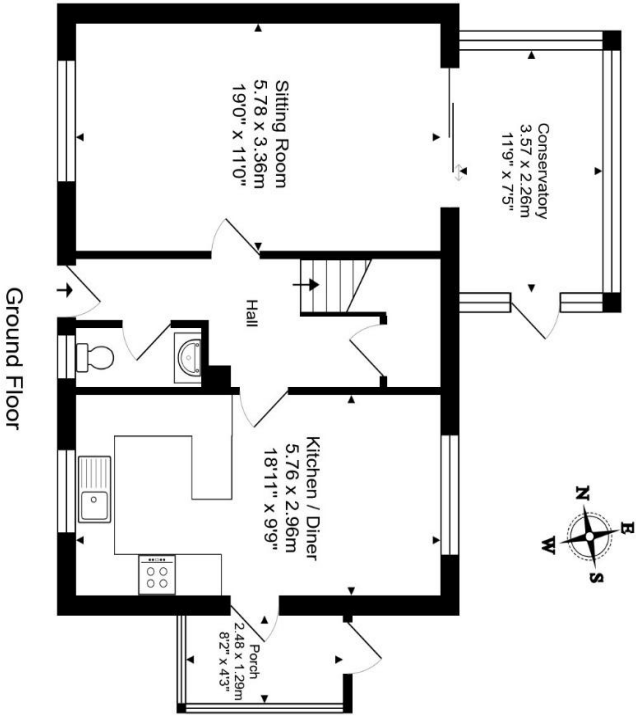 Conservatory
3.57 x 2.26m
11'9" x 7'5"
Sitting Room
5.78 x 3.36m
19'0" x 11'0"
Hall
Kitchen / Diner
5.76 x 2.96m
18'11" x 9'9"
Porch
2.48 x 1.29m
8'2" x 4'3"
N
E
S
W
Ground Floor